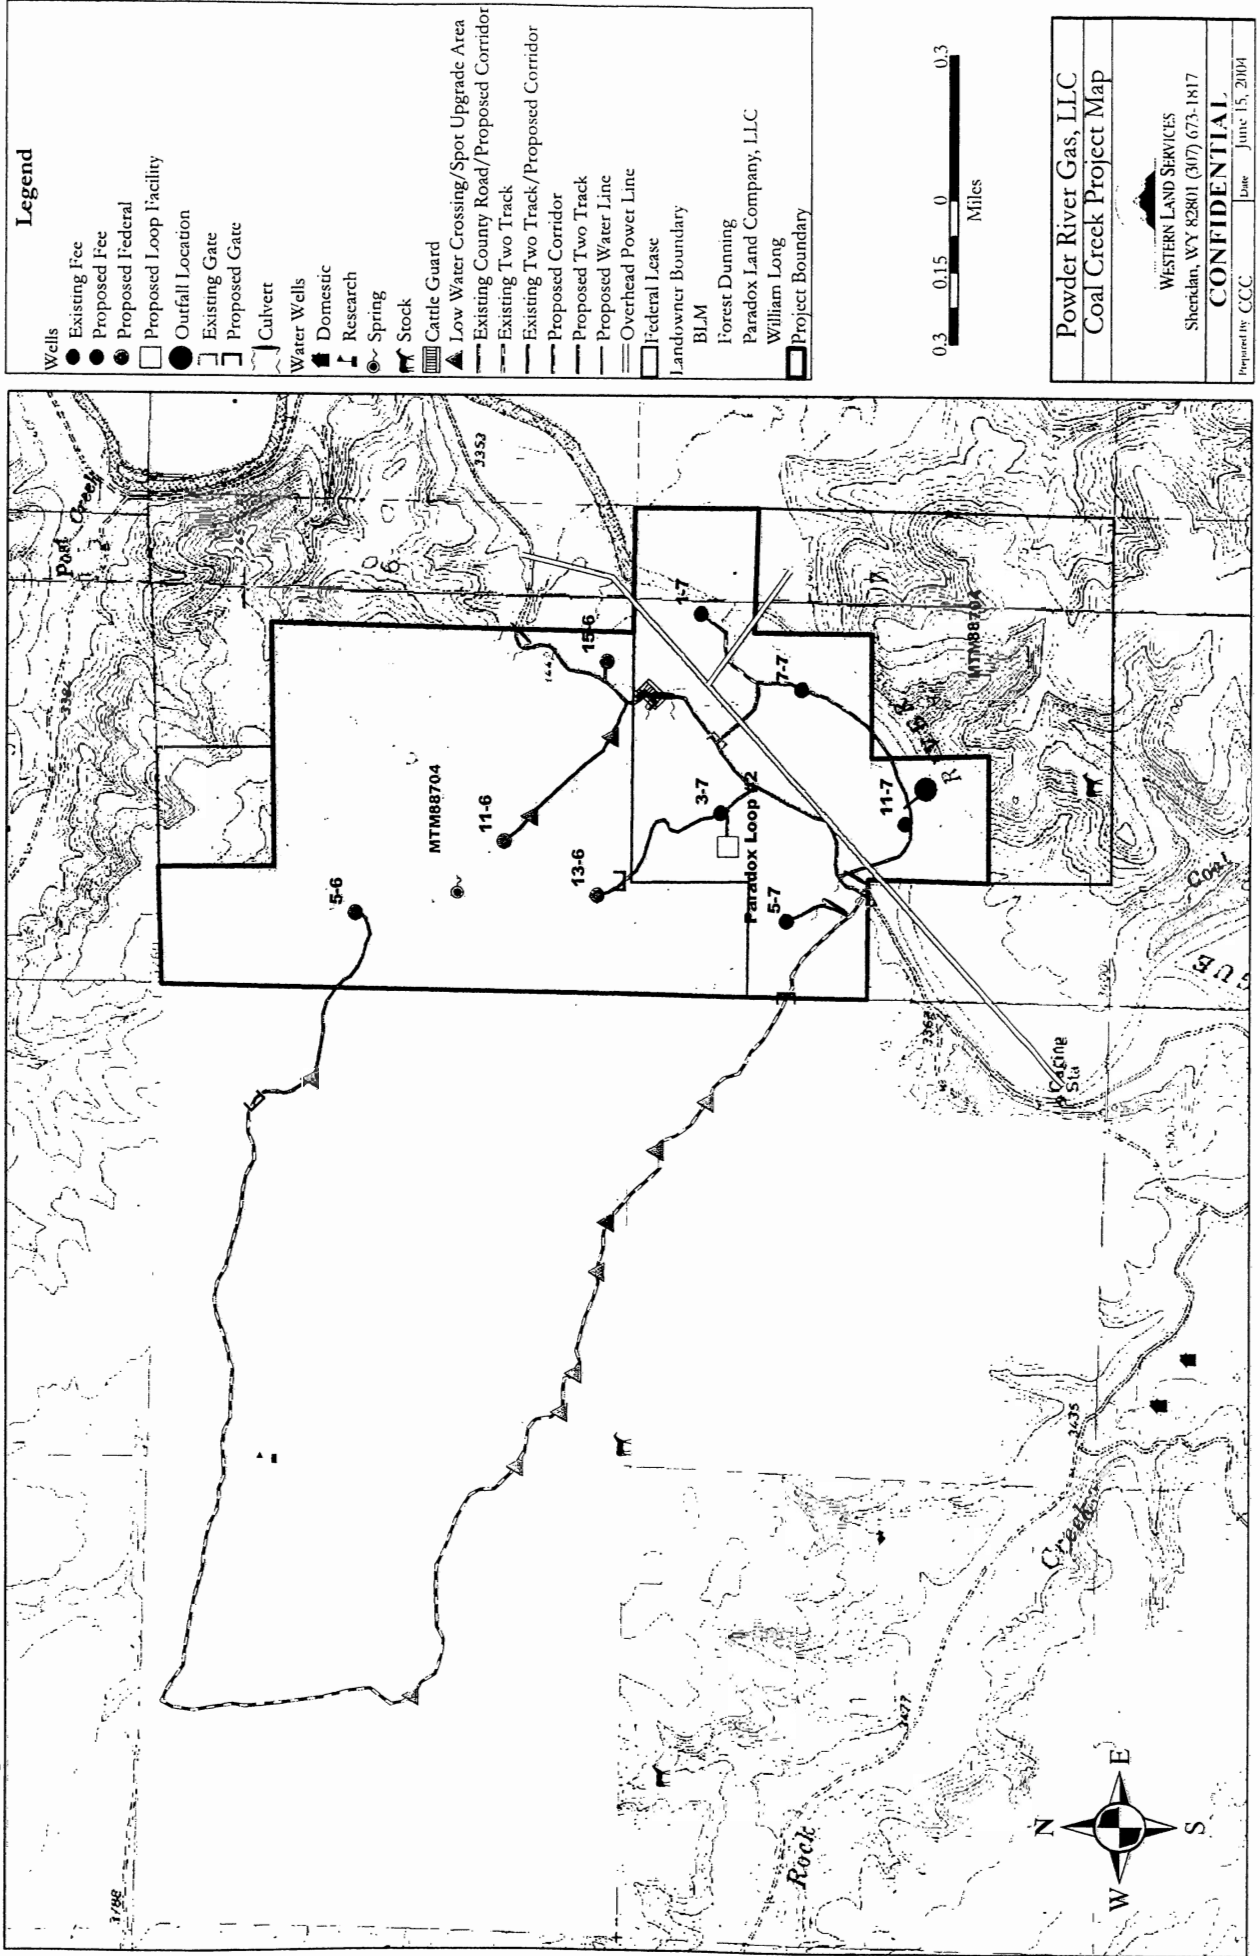 Legend
Wells
Existing Fee
Proposed Fee
Proposed Federal
Proposed Loop Facility
Outfall Location
Existing Gate
Proposed Gate
Culvert
Water Wells
Domestic
Research
Spring
Stock
Cattle Guard
Low Water Crossing/Spot Upgrade Area
Existing County Road/Proposed Corridor
Existing Two Track
Existing Two Track/Proposed Corridor
Proposed Corridor
Proposed Two Track
Proposed Water Line
Overhead Power Line
Federal Lease
Landowner Boundary
BLM
Forest Dunning
Paradox Land Company, LLC
William Long
Project Boundary
0.3 0.15 0 0.3
Miles
Powder River Gas, LLC
Coal Creek Project Map
WESTERN LAND SERVICES
Sheridan, WY 82801 (307) 673-1817
CONFIDENTIAL
Prepared by CCC Date June 15, 2004
Creek
3353
MTM88704
5-6
11-6
13-6
15-6
1-7
3-7
7-7
5-7
11-7
Paradox Loop #2
R
Coal
GUE
Sta
3435
Creek
3477
Rock
N
W E
S